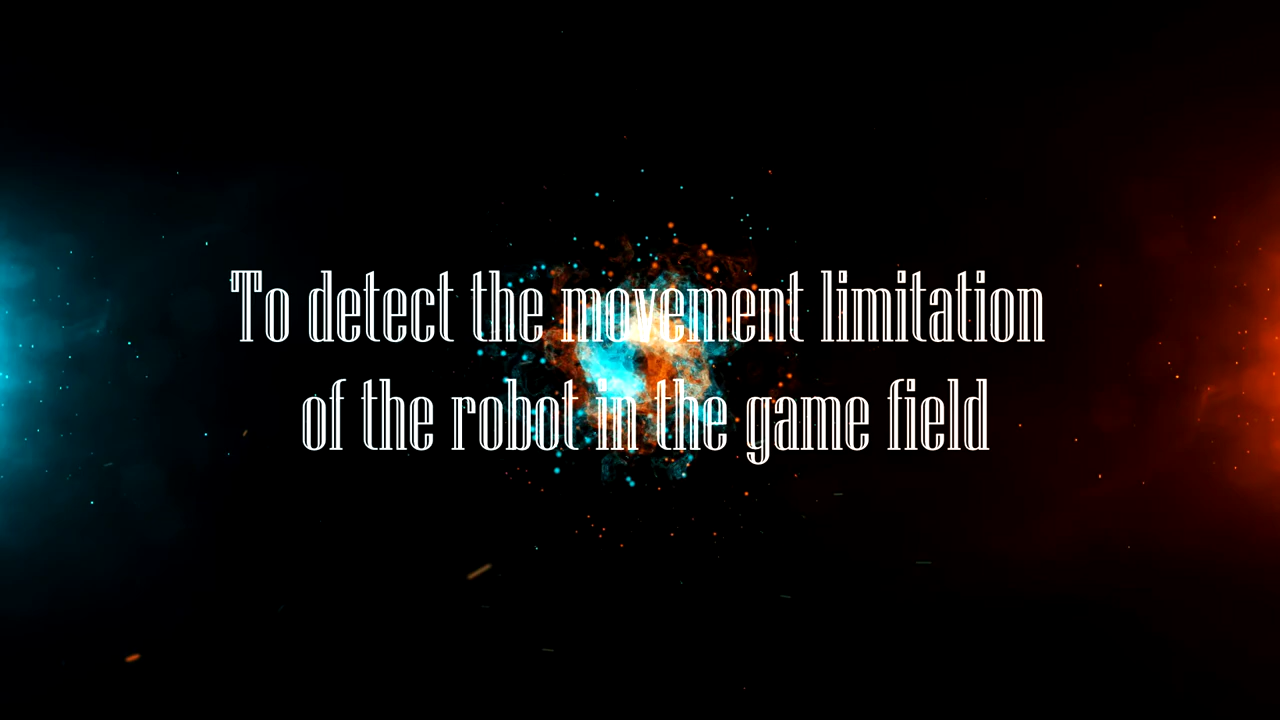 To detect the movement limitation
of the robot in the game field